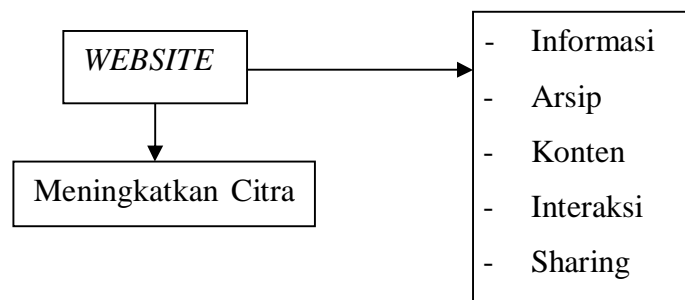 WEBSITE
Meningkatkan Citra
- Informasi
- Arsip
- Konten
- Interaksi
- Sharing